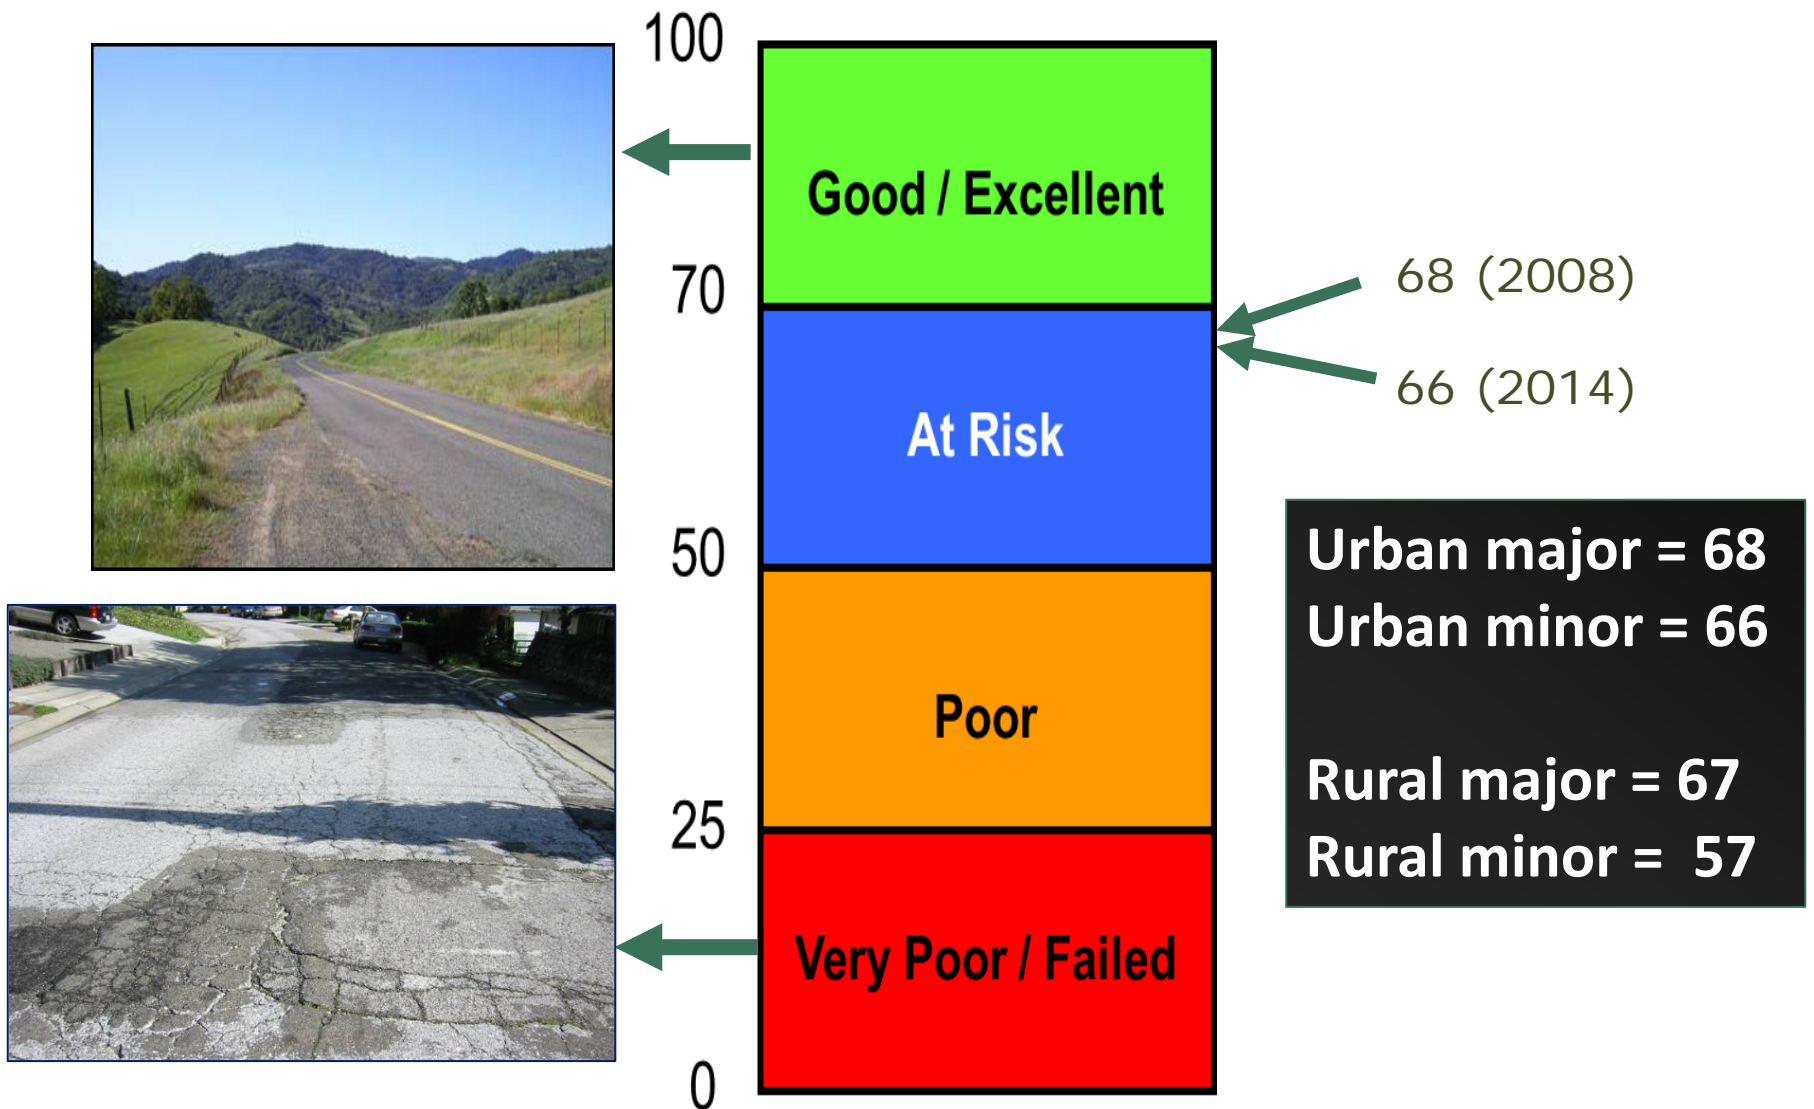 100
Good / Excellent
70
At Risk
50
Poor
25
Very Poor / Failed
0
68 (2008)
66 (2014)
Urban major = 68
Urban minor = 66
Rural major = 67
Rural minor =  57